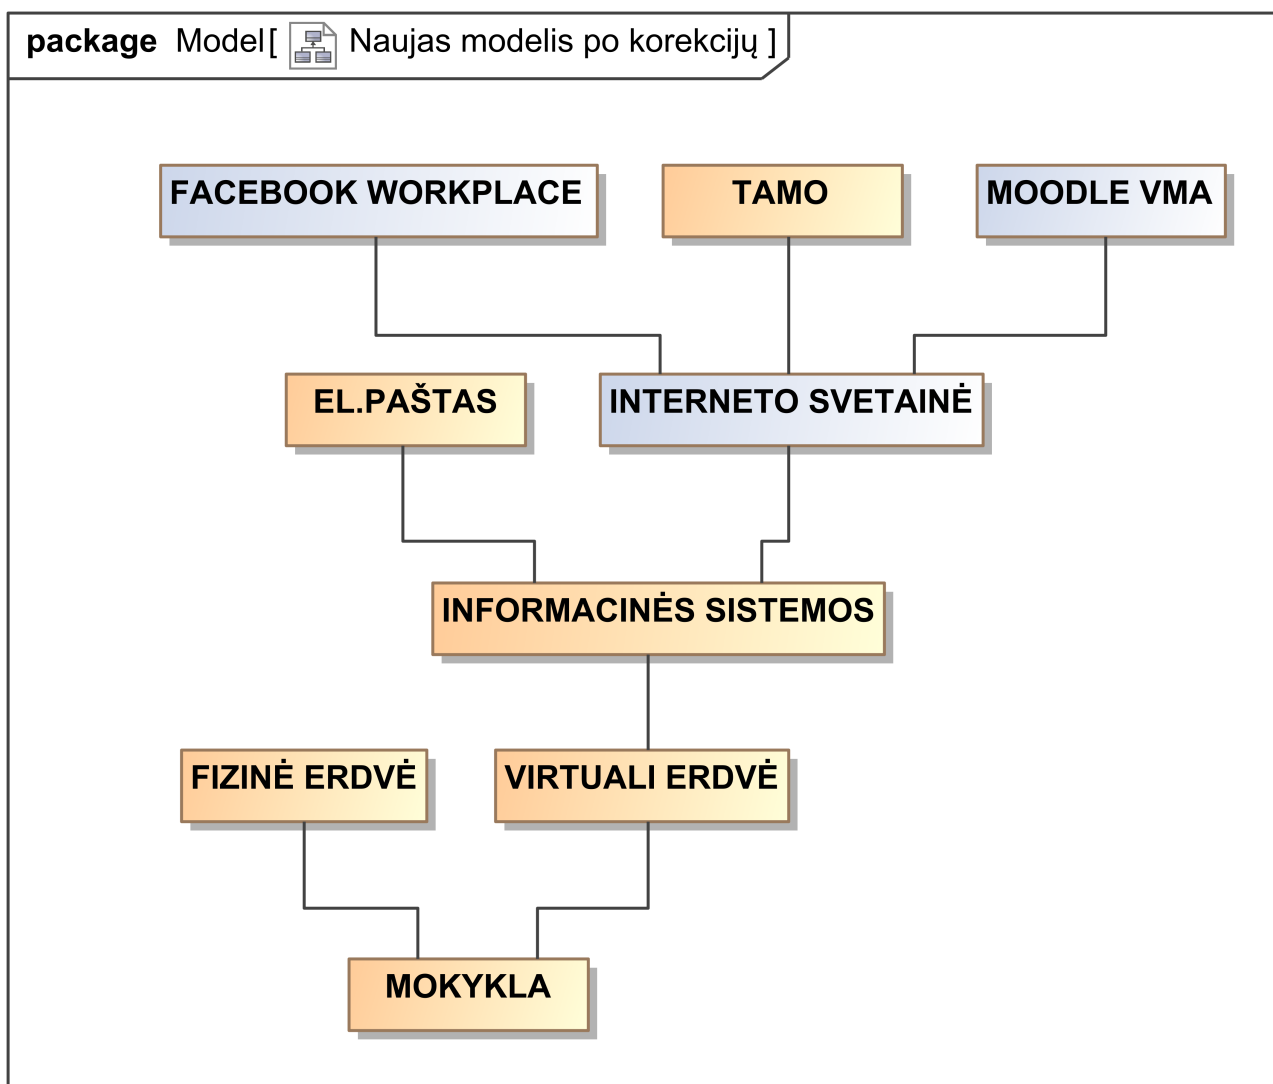 package Model[ Naujas modelis po korekcijų ]
FACEBOOK WORKPLACE
TAMO
MOODLE VMA
EL.PAŠTAS
INTERNETO SVETAINĖ
INFORMACINĖS SISTEMOS
FIZINĖ ERDVĖ
VIRTUALI ERDVĖ
MOKYKLA